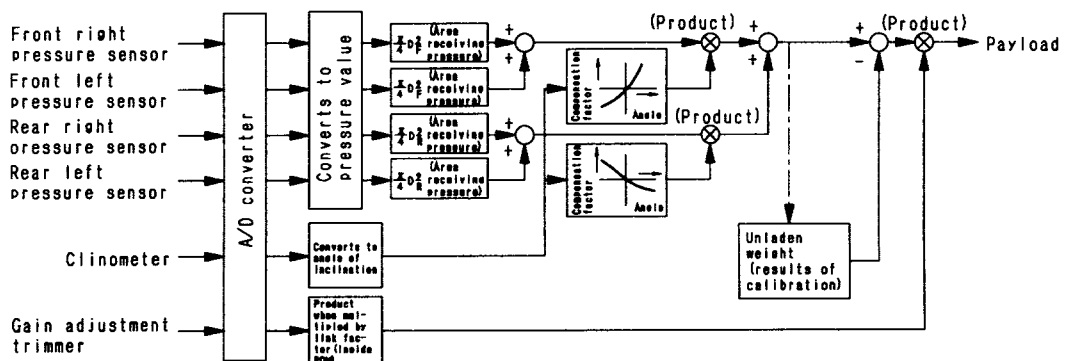 Front right
pressure sensor
Front left
pressure sensor
Rear right
oressure sensor
Rear left
pressure sensor
Clinometer
Gain adjustment
trimmer
A/D converter
Converts to
pressure value
π/4 D²F (Area
receiving
pressure)
π/4 D²F (Area
receiving
pressure)
π/4 D²R (Area
receiving
pressure)
π/4 D²R (Area
receiving
pressure)
Converts to
angle of
inclination
Product
when mul-
tiplied by
link fac-
tor (inside
+
+
+
+
Compensation
factor
Angle
Compensation
factor
Angle
(Product)
(Product)
+
+
+
-
(Product)
Unladen
weight
(results of
calibration)
Payload